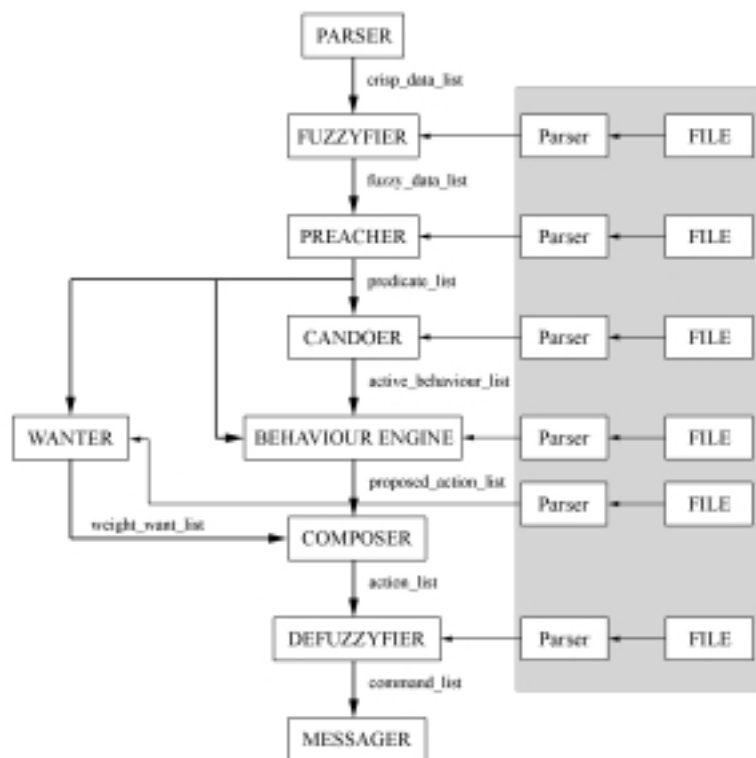 PARSER
crisp_data_list
FUZZYFIER Parser FILE
fuzzy_data_list
PREACHER Parser FILE
predicate_list
CANDOER Parser FILE
active_behaviour_list
WANTER BEHAVIOUR ENGINE Parser FILE
proposed_action_list
Parser FILE
weight_want_list
COMPOSER
action_list
DEFUZZYFIER Parser FILE
command_list
MESSAGER